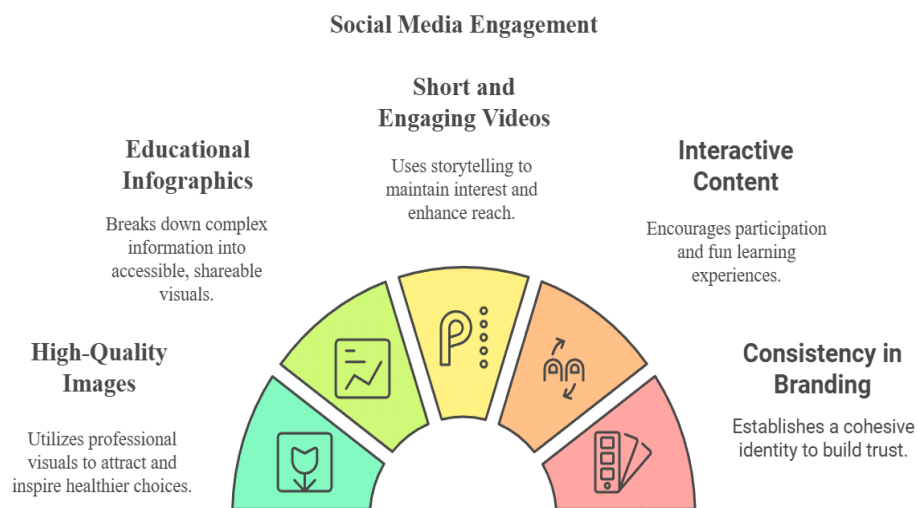 Social Media Engagement
Short and
Engaging Videos
Uses storytelling to
maintain interest and
enhance reach.
Educational
Infographics
Breaks down complex
information into
accessible, shareable
visuals.
Interactive
Content
Encourages participation
and fun learning
experiences.
High-Quality
Images
Utilizes professional
visuals to attract and
inspire healthier choices.
Consistency in
Branding
Establishes a cohesive
identity to build trust.